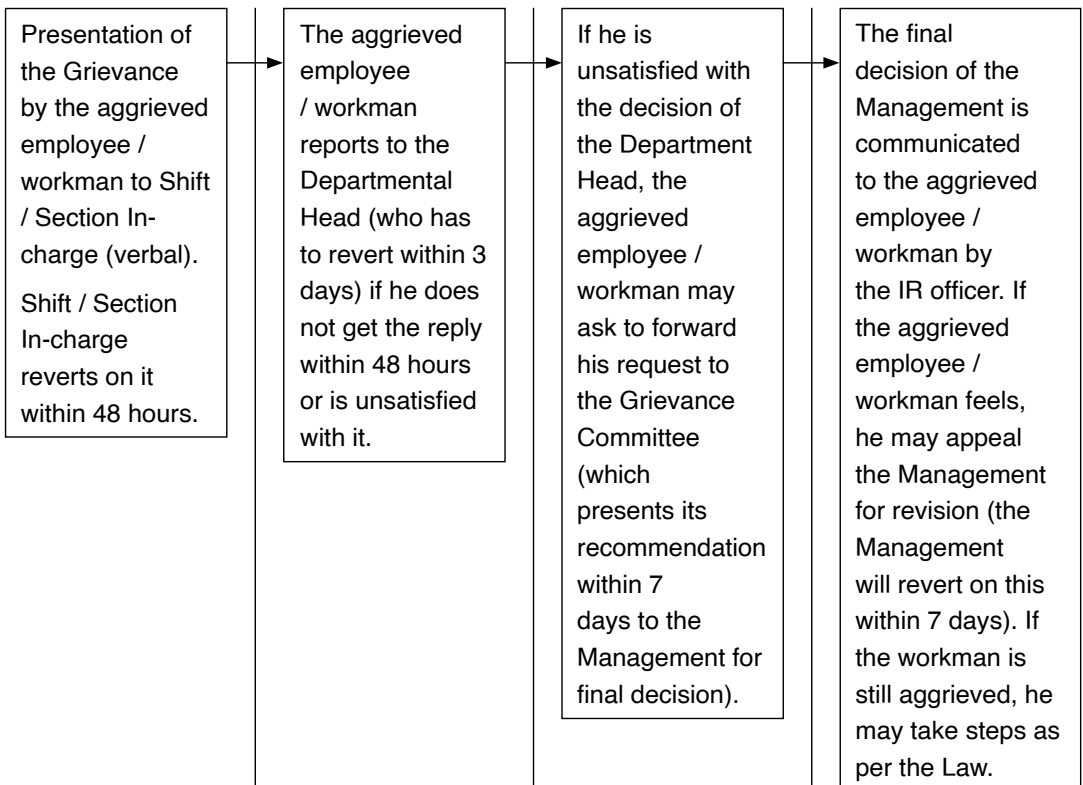 Presentation of
the Grievance
by the aggrieved
employee /
workman to Shift
/ Section In-
charge (verbal).
Shift / Section
In-charge
reverts on it
within 48 hours.
The aggrieved
employee
/ workman
reports to the
Departmental
Head (who has
to revert within 3
days) if he does
not get the reply
within 48 hours
or is unsatisfied
with it.
If he is
unsatisfied with
the decision of
the Department
Head, the
aggrieved
employee /
workman may
ask to forward
his request to
the Grievance
Committee
(which
presents its
recommendation
within 7
days to the
Management for
final decision).
The final
decision of the
Management is
communicated
to the aggrieved
employee /
workman by
the IR officer. If
the aggrieved
employee /
workman feels,
he may appeal
the Management
for revision (the
Management
will revert on this
within 7 days). If
the workman is
still aggrieved, he
may take steps as
per the Law.